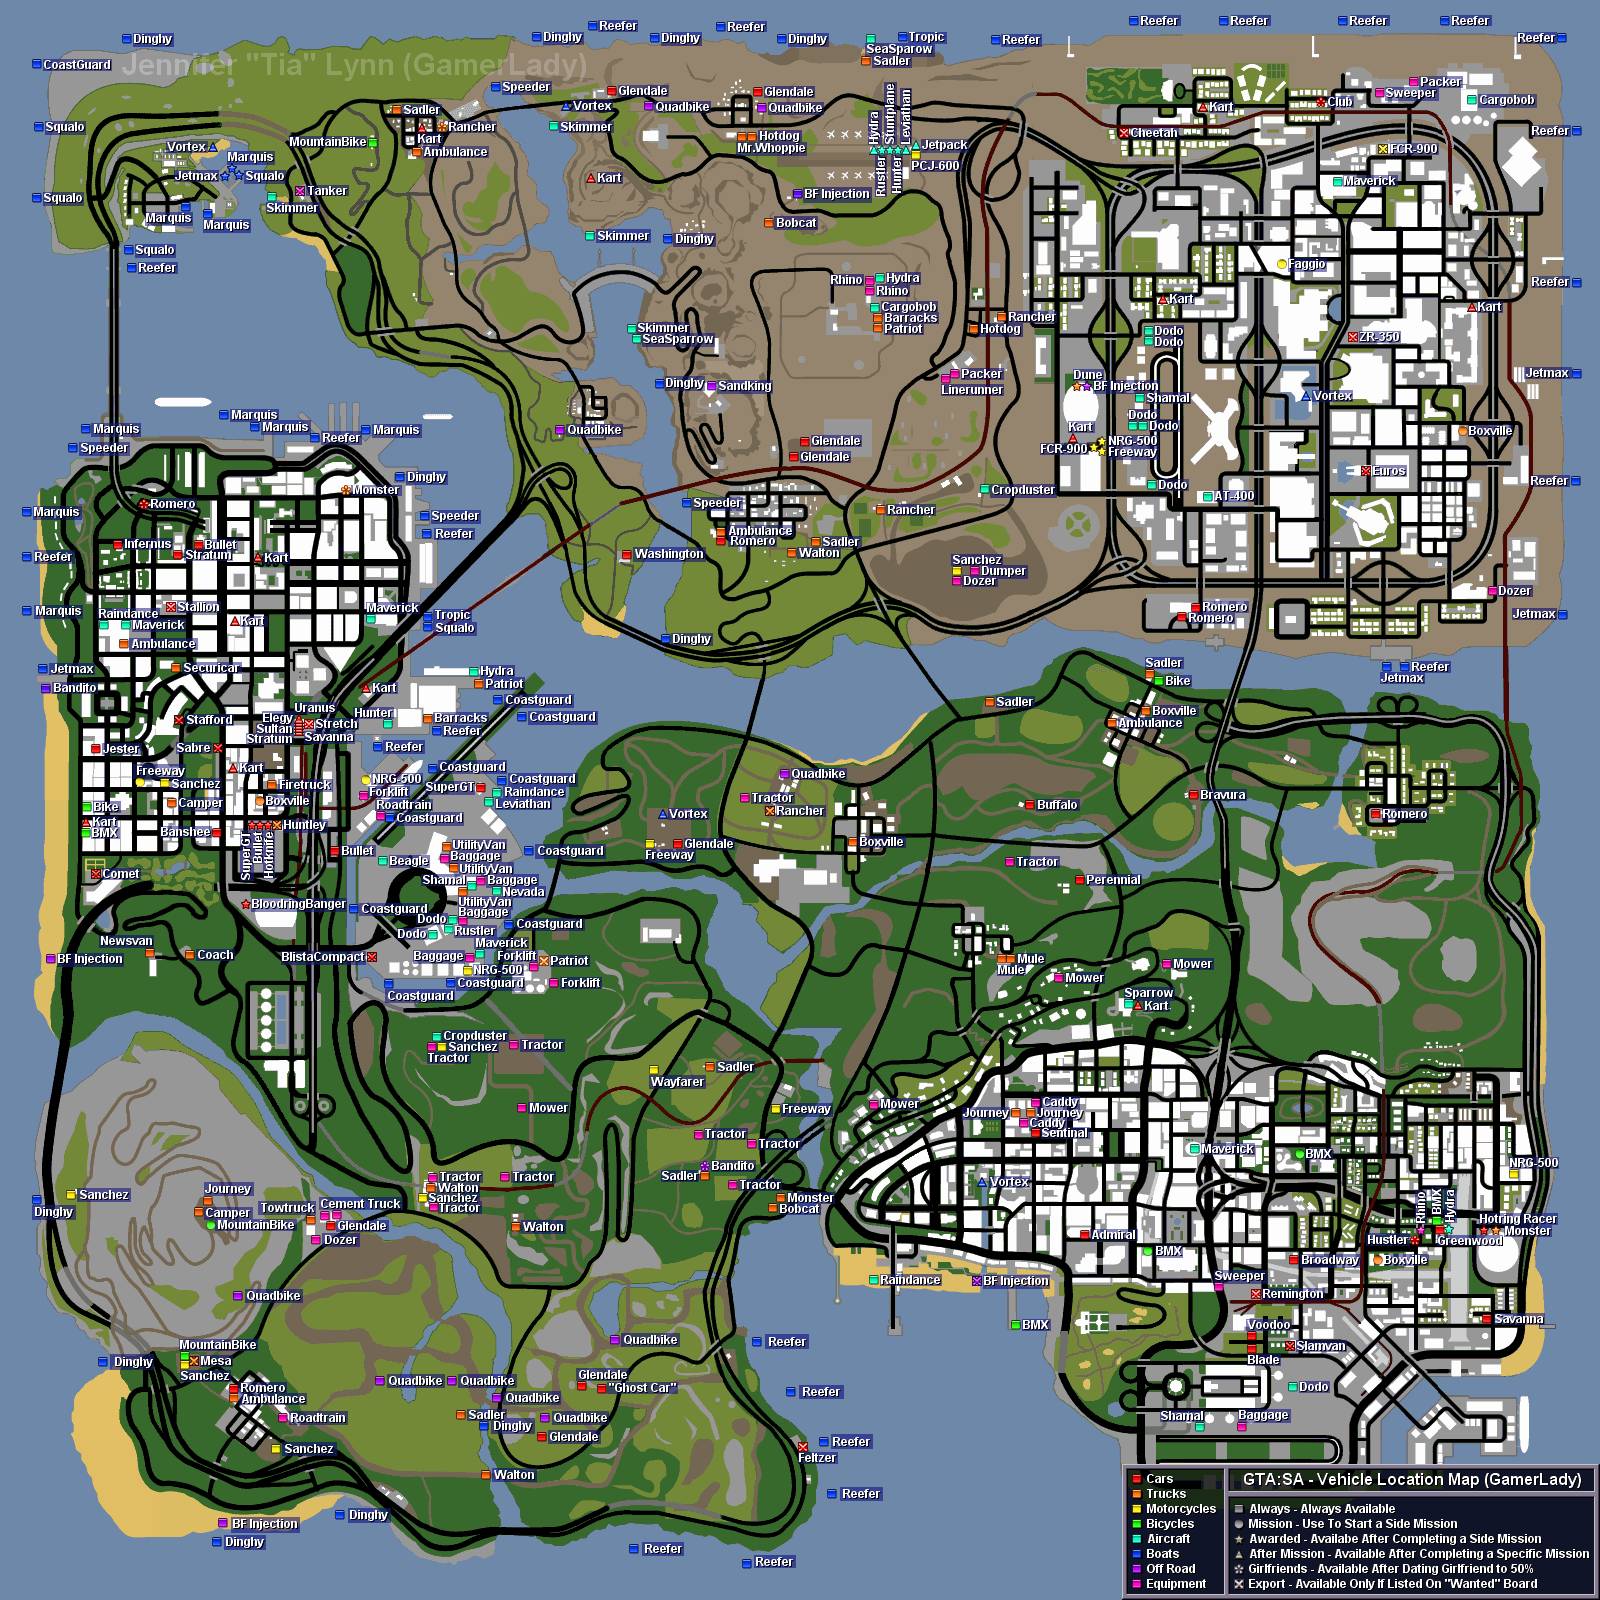 Reefer
Reefer
Reefer
Reefer
Reefer
Reefer
Dinghy
Dinghy
Dinghy
Dinghy
Tropic
Reefer
Reefer
SeaSparow
Sadler
Jennifer "Tia" Lynn (GamerLady)
CoastGuard
Speeder
Glendale
Glendale
Packer
Sweeper
Cargobob
Vortex
Quadbike
Quadbike
Hydra
Stuntplane
Leviathan
Kart
Club
Sadler
Squalo
Rancher
Skimmer
Cheetah
Reefer
Kart
Hotdog
Mr.Whoppie
MountainBike
Ambulance
Vortex
Marquis
Jetpack
FCR-900
PCJ-600
Jetmax
Squalo
Kart
Rustler
Hunter
Maverick
Tanker
BF Injection
Squalo
Skimmer
Marquis
Marquis
Bobcat
Skimmer
Dinghy
Squalo
Reefer
Faggio
Rhino
Hydra
Rhino
Reefer
Kart
Cargobob
Barracks
Patriot
Kart
Rancher
Hotdog
Skimmer
SeaSparrow
Dodo
Dodo
ZR-350
Packer
Linerunner
Dune
BF Injection
Jetmax
Dinghy
Sandking
Shamal
Vortex
Marquis
Marquis
Marquis
Marquis
Reefer
Dodo
Dodo
Kart
Quadbike
Boxville
Speeder
Glendale
Glendale
NRG-500
FCR-900
Freeway
Euros
Dinghy
Monster
Cropduster
Dodo
AT-400
Reefer
Romero
Speeder
Rancher
Marquis
Speeder
Reefer
Ambulance
Romero
Sadler
Walton
Infernus
Bullet
Stratum
Kart
Washington
Reefer
Sanchez
Dumper
Dozer
Dozer
Marquis
Stallion
Raindance
Maverick
Maverick
Kart
Tropic
Squalo
Romero
Romero
Jetmax
Ambulance
Dinghy
Jetmax
Securicar
Hydra
Patriot
Sadler
Bike
Reefer
Jetmax
Bandito
Kart
Coastguard
Coastguard
Sadler
Uranus
Hunter
Elegy
Stretch
Sultan
Savanna
Stratum
Barracks
Reefer
Boxville
Ambulance
Stafford
Jester
Sabre
Reefer
Kart
Coastguard
Freeway
Sanchez
Firetruck
NRG-500
Forklift
Roadtrain
Coastguard
SuperGT
Coastguard
Raindance
Leviathan
Quadbike
Tractor
Rancher
Vortex
Buffalo
Bravura
Romero
Bike
Camper
Boxville
Kart
BMX
Banshee
Huntley
SuperGT
Bullet
Hotknife
Bullet
Freeway
Glendale
Boxville
UtilityVan
Baggage
Coastguard
Beagle
UtilityVan
Tractor
Comet
Shamal
Baggage
Nevada
Perennial
BloodringBanger
Coastguard
UtilityVan
Baggage
Dodo
Coastguard
Dodo
Rustler
Newsvan
Coach
BlistaCompact
Maverick
Baggage
Forklift
Patriot
BF Injection
NRG-500
Mule
Mule
Mower
Mower
Coastguard
Coastguard
Forklift
Sparrow
Kart
Cropduster
Sanchez
Tractor
Tractor
Wayfarer
Sadler
Mower
Freeway
Mower
Caddy
Journey
Journey
Caddy
Sentinal
Tractor
Tractor
Maverick
BMX
Bandito
Sadler
Tractor
NRG-500
Tractor
Tractor
Walton
Sanchez
Tractor
Vortex
Monster
Bobcat
Sanchez
Journey
Dinghy
Camper
MountainBike
Towtruck
Cement Truck
Glendale
Dozer
Walton
Rhino
BMX
Hydra
Hotring Racer
Monster
Admiral
Hustler
Greenwood
BMX
Broadway
Boxville
Raindance
BF Injection
Sweeper
Remington
Quadbike
BMX
Voodoo
Savanna
Quadbike
Reefer
Slamvan
MountainBike
Mesa
Blade
Dinghy
Sanchez
Glendale
"Ghost Car"
Dodo
Romero
Ambulance
Quadbike
Quadbike
Quadbike
Reefer
Roadtrain
Sadler
Dinghy
Quadbike
Shamal
Baggage
Glendale
Reefer
Sanchez
Feltzer
Walton
Reefer
Dinghy
BF Injection
Dinghy
Reefer
Reefer
Cars
Trucks
Motorcycles
Bicycles
Aircraft
Boats
Off Road
Equipment
GTA:SA - Vehicle Location Map (GamerLady)
Always - Always Available
Mission - Use To Start a Side Mission
Awarded - Availabe After Completing a Side Mission
After Mission - Available After Completing a Specific Mission
Girlfriends - Available After Dating Girlfriend to 50%
Export - Available Only If Listed On "Wanted" Board